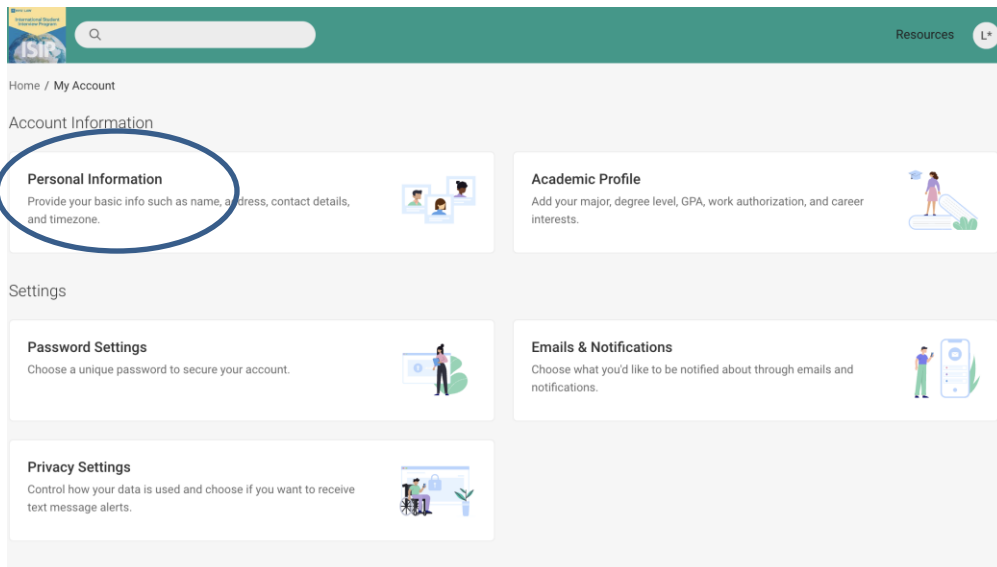 International Student
Interview Program
ISIP
Resources
L*
Home / My Account
Account Information
Personal Information
Provide your basic info such as name, address, contact details,
and timezone.
Academic Profile
Add your major, degree level, GPA, work authorization, and career
interests.
Settings
Password Settings
Choose a unique password to secure your account.
Emails & Notifications
Choose what you'd like to be notified about through emails and
notifications.
Privacy Settings
Control how your data is used and choose if you want to receive
text message alerts.